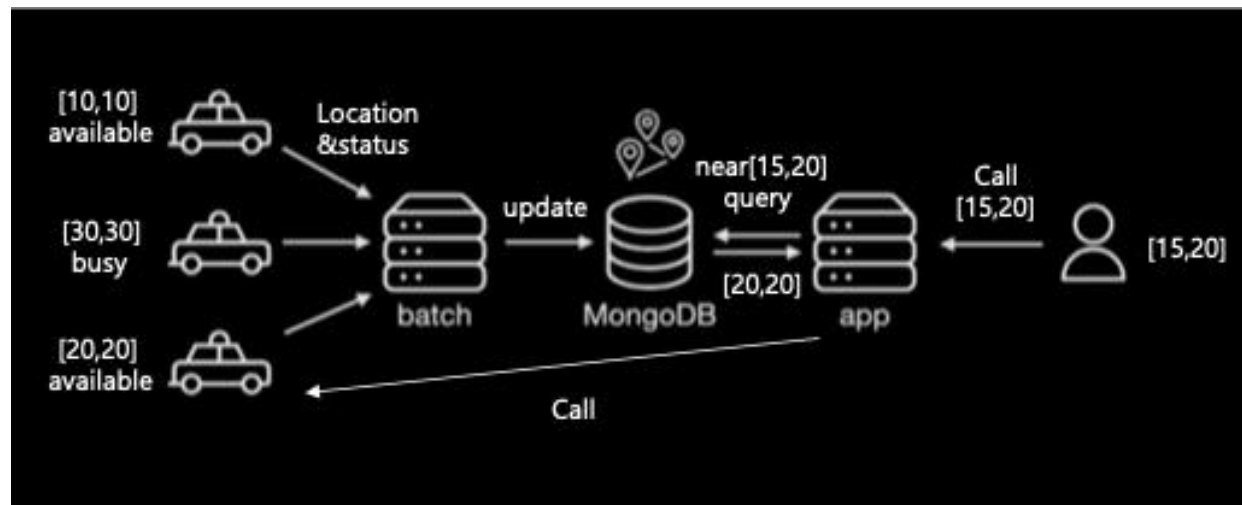 [10,10]
available
Location
&status
near[15,20]
query
Call
[15,20]
[30,30]
busy
update
[15,20]
[20,20]
batch
MongoDB
app
[20,20]
available
Call